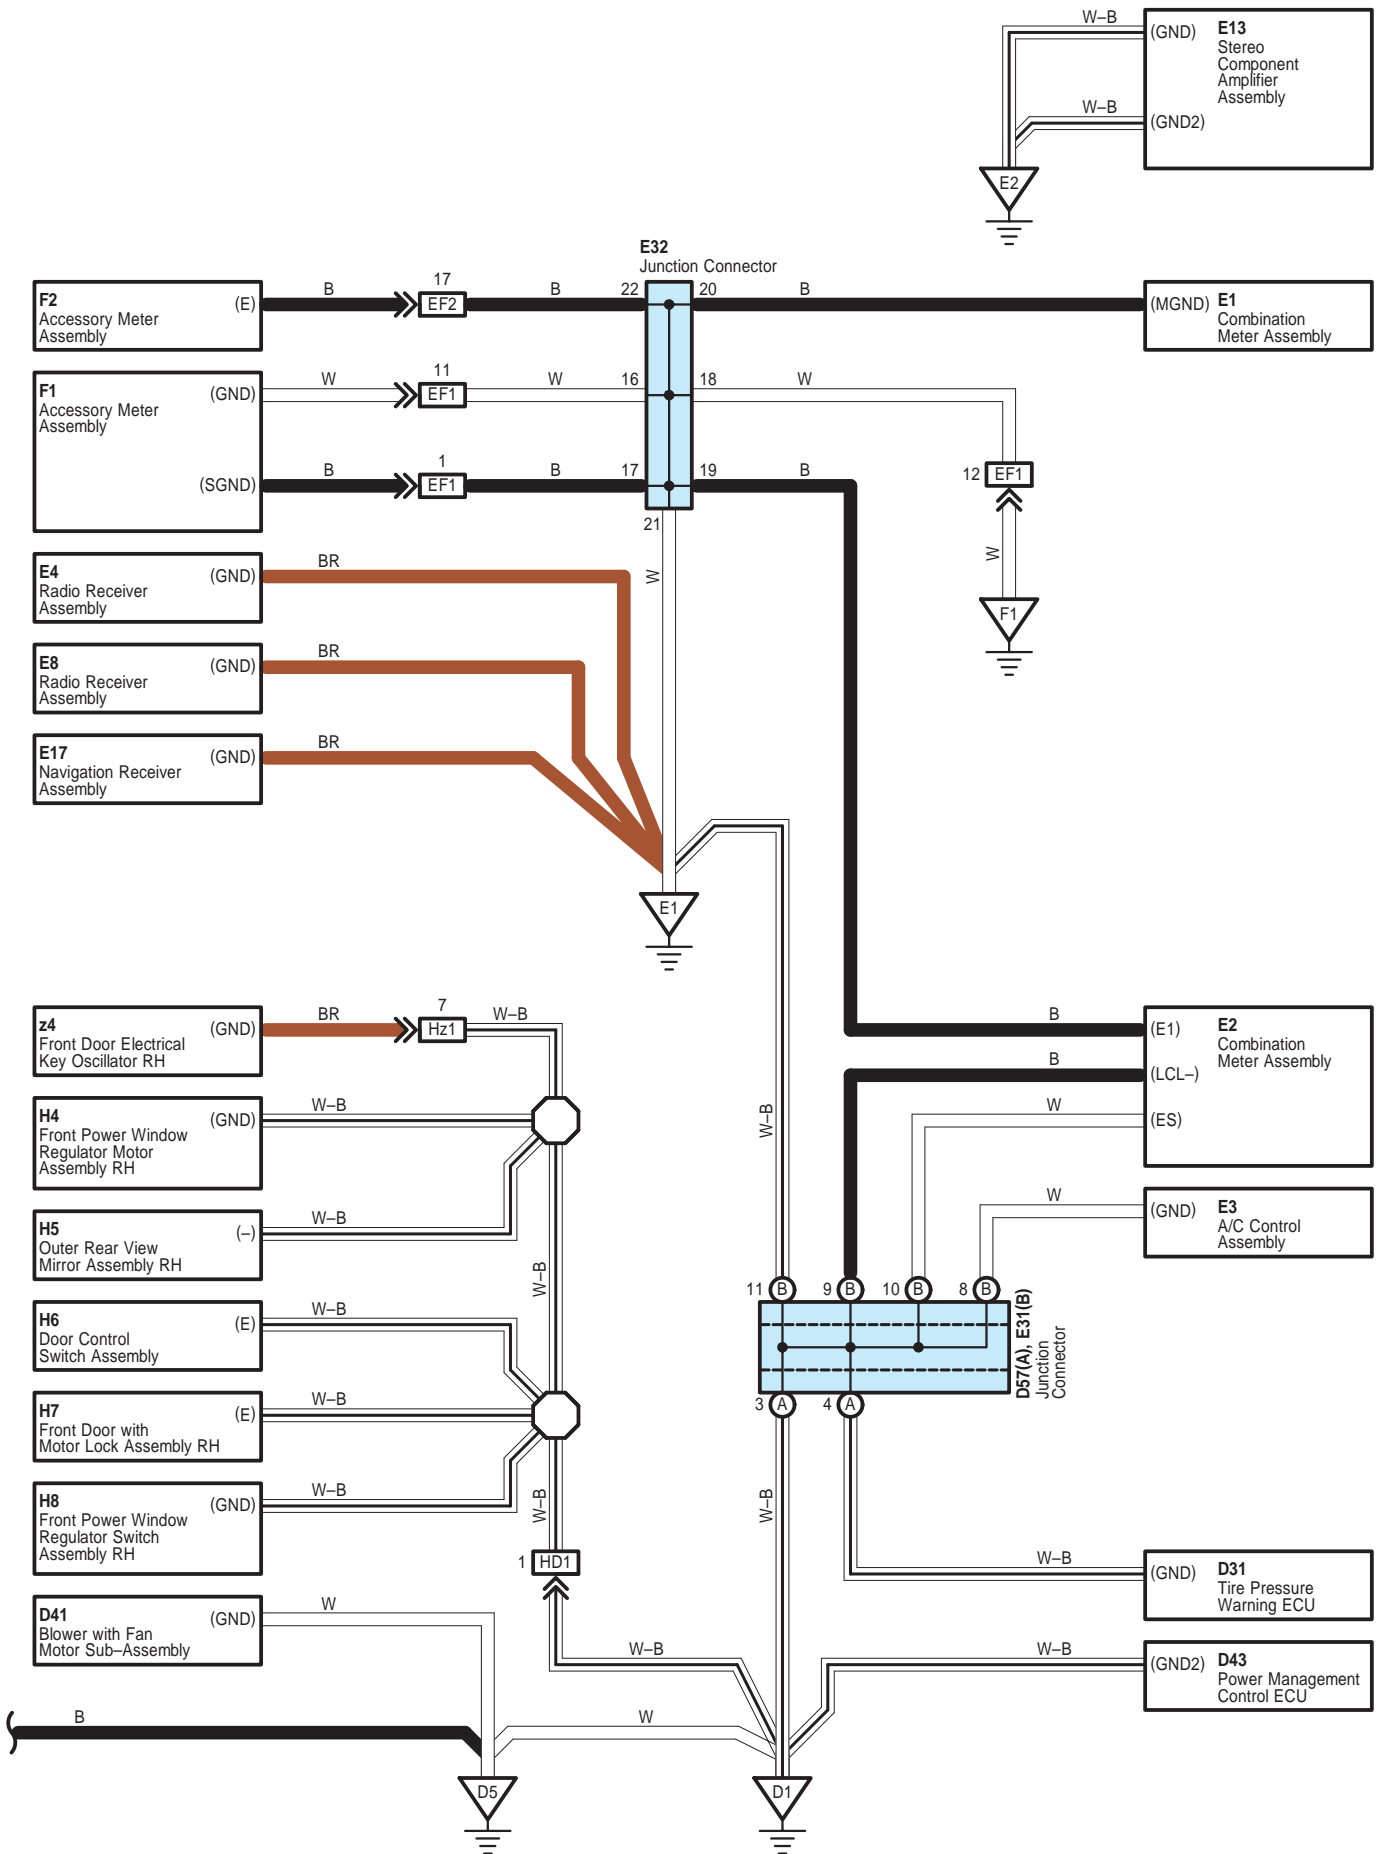 W–B
(GND)
E13
Stereo
Component
Amplifier
Assembly
W–B
(GND2)
E2
E32
Junction Connector
F2
Accessory Meter
Assembly
(E)
B
17
EF2
B
22
20
B
(MGND)
E1
Combination
Meter Assembly
F1
Accessory Meter
Assembly
(GND)
W
11
EF1
W
16
18
W
(SGND)
B
1
EF1
B
17
19
B
12
EF1
21
W
W
F1
E4
Radio Receiver
Assembly
(GND)
BR
E8
Radio Receiver
Assembly
(GND)
BR
E17
Navigation Receiver
Assembly
(GND)
BR
E1
z4
Front Door Electrical
Key Oscillator RH
(GND)
BR
7
Hz1
W–B
B
(E1)
E2
Combination
Meter Assembly
B
(LCL–)
W
(ES)
H4
Front Power Window
Regulator Motor
Assembly RH
(GND)
W–B
W–B
H5
Outer Rear View
Mirror Assembly RH
(–)
W–B
W–B
W
(GND)
E3
A/C Control
Assembly
11
B
9
B
10
B
8
B
D57(A), E31(B)
Junction
Connector
3
A
4
A
H6
Door Control
Switch Assembly
(E)
W–B
H7
Front Door with
Motor Lock Assembly RH
(E)
W–B
H8
Front Power Window
Regulator Switch
Assembly RH
(GND)
W–B
W–B
W–B
1
HD1
W–B
(GND)
D31
Tire Pressure
Warning ECU
D41
Blower with Fan
Motor Sub–Assembly
(GND)
W
W–B
W–B
(GND2)
D43
Power Management
Control ECU
B
W
D5
D1